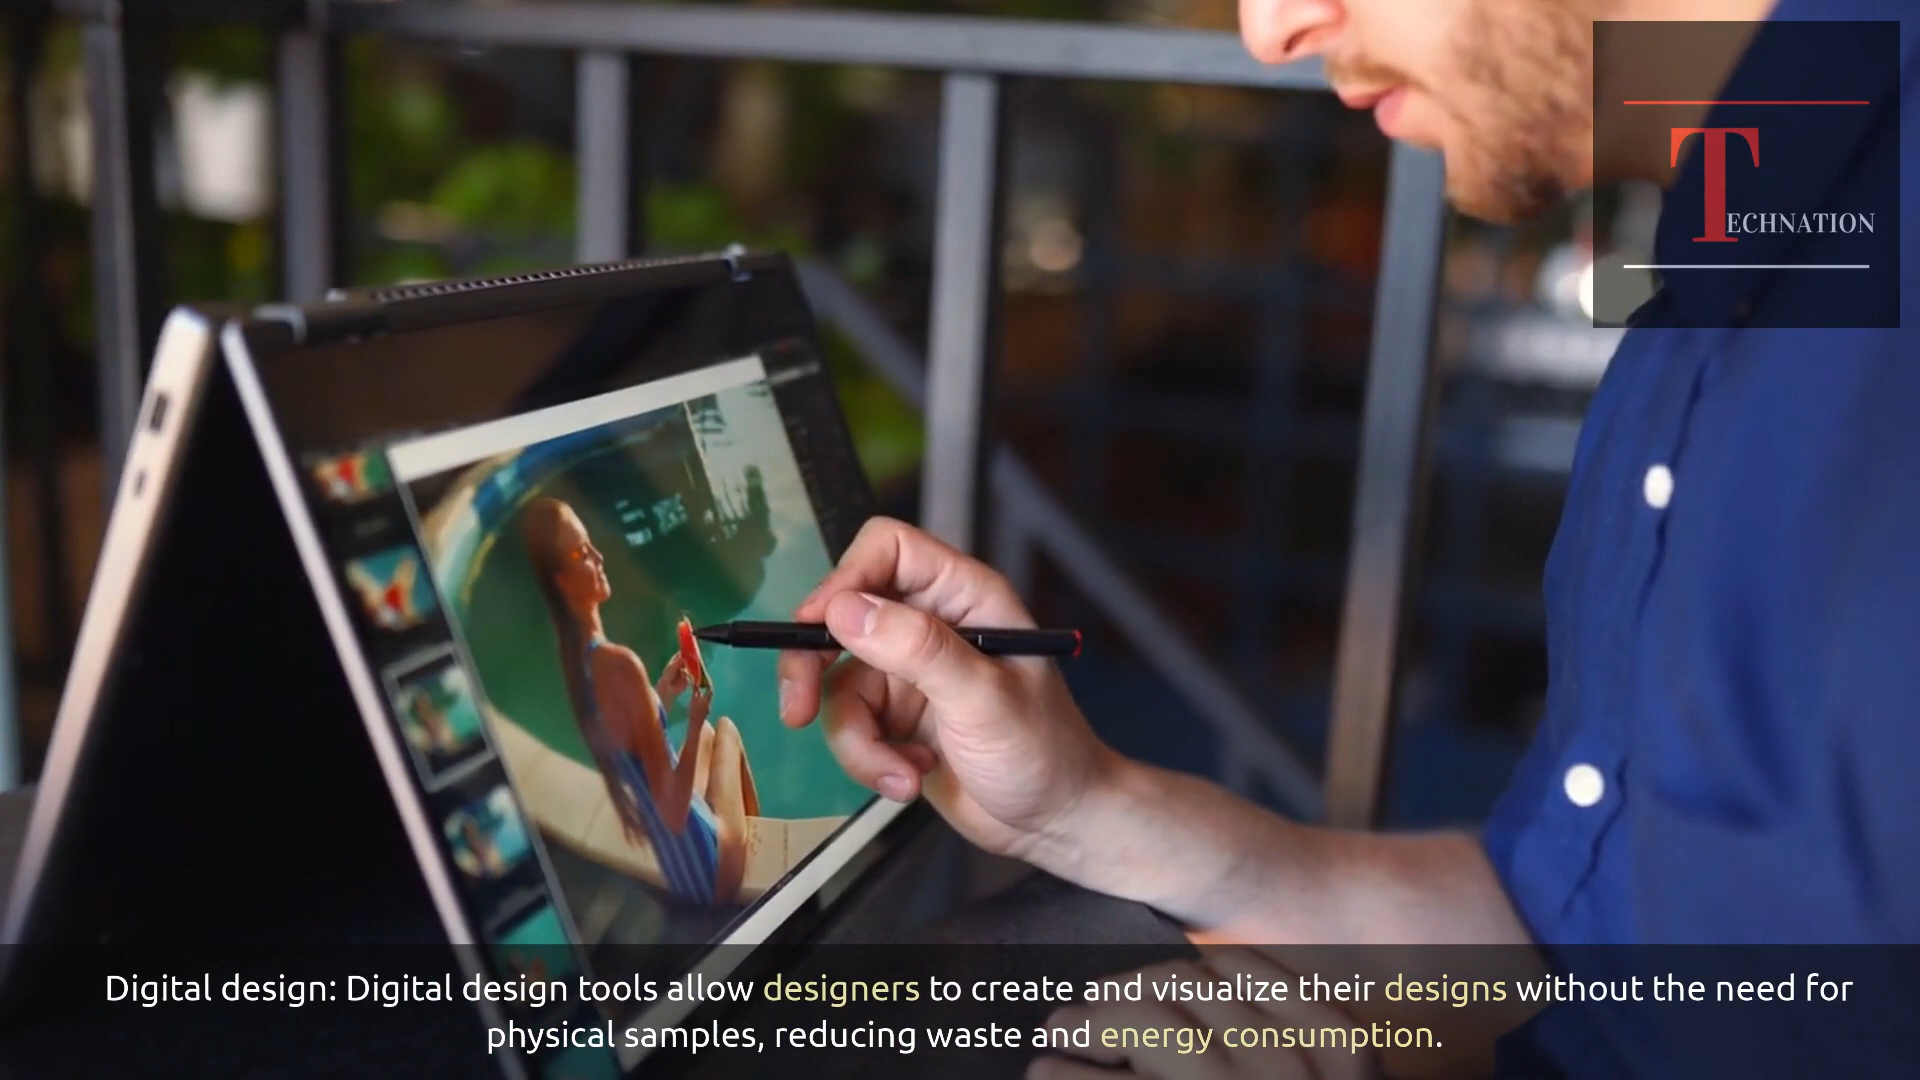 TECHNATION
Digital design: Digital design tools allow designers to create and visualize their designs without the need for
physical samples, reducing waste and energy consumption.